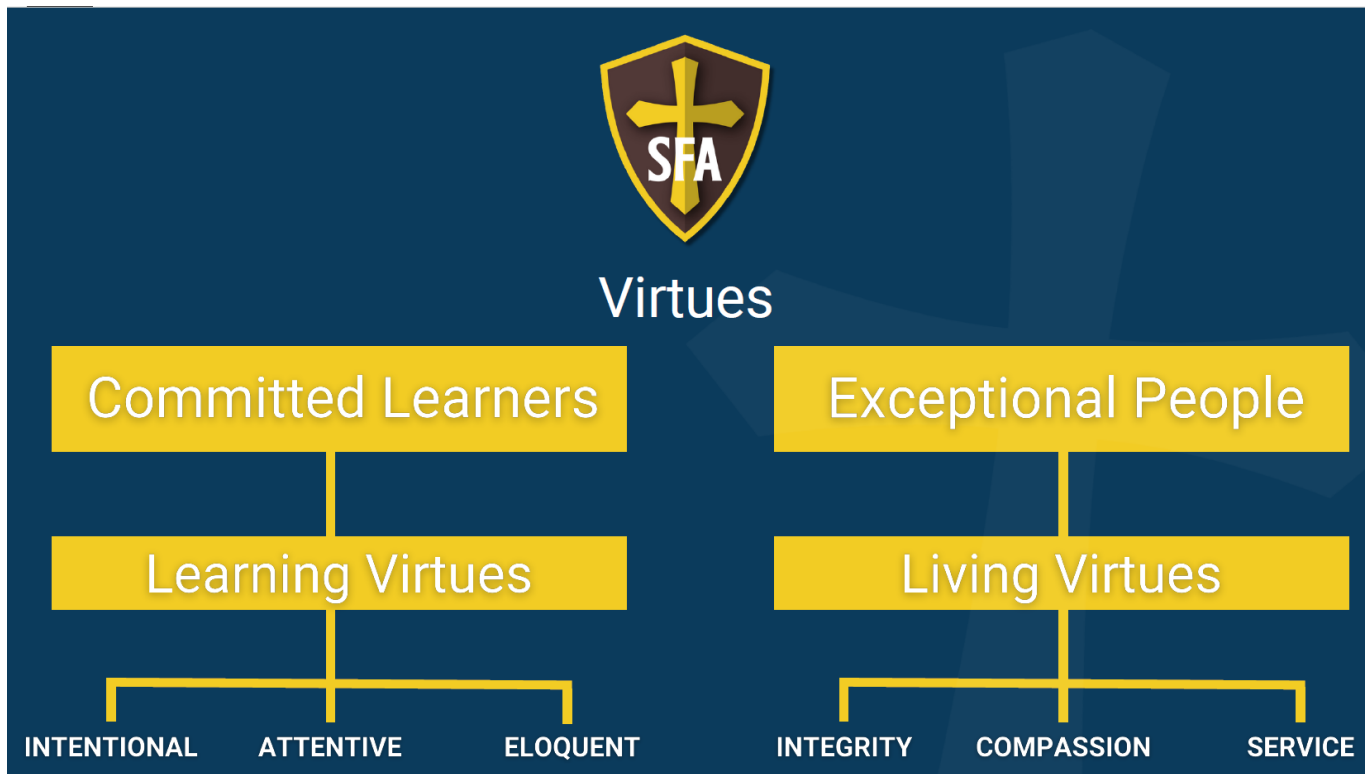 SFA
Virtues
Committed Learners
Exceptional People
Learning Virtues
Living Virtues
INTENTIONAL ATTENTIVE ELOQUENT
INTEGRITY COMPASSION SERVICE